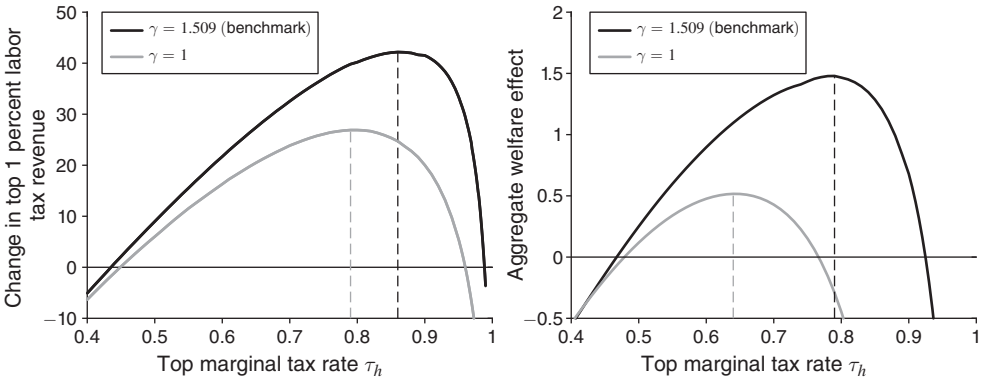 Change in top 1 percent labor
tax revenue
50
40
30
20
10
0
−10
γ = 1.509 (benchmark)
γ = 1
0.4 0.5 0.6 0.7 0.8 0.9 1
Top marginal tax rate τh
Aggregate welfare effect
2
1.5
1
0.5
0
−0.5
γ = 1.509 (benchmark)
γ = 1
0.4 0.5 0.6 0.7 0.8 0.9 1
Top marginal tax rate τh